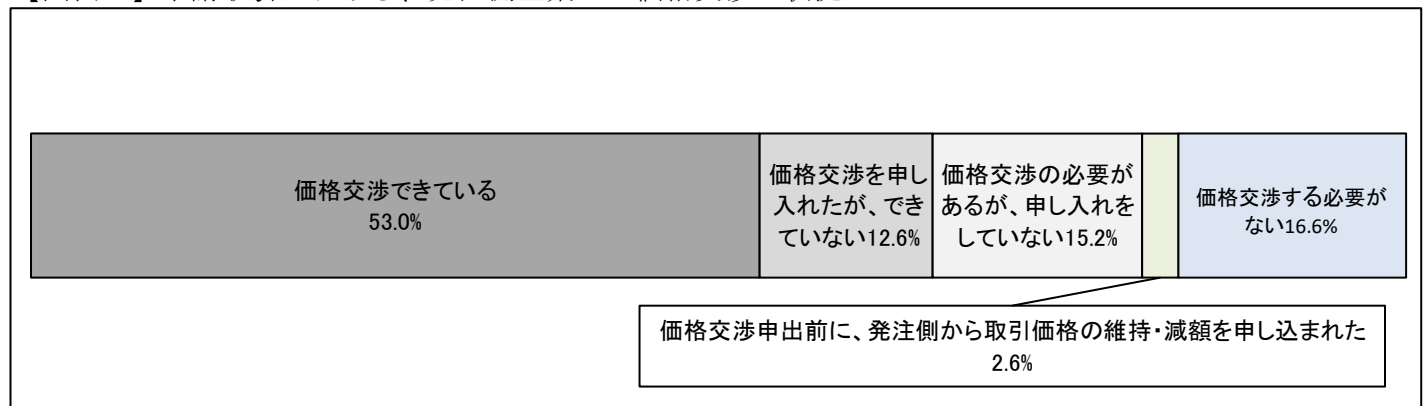 価格交渉できている
53.0%
価格交渉を申し
入れたが、でき
ていない12.6%
価格交渉の必要が
あるが、申し入れを
していない15.2%
価格交渉する必要が
ない16.6%
価格交渉申出前に、発注側から取引価格の維持・減額を申し込まれた
2.6%